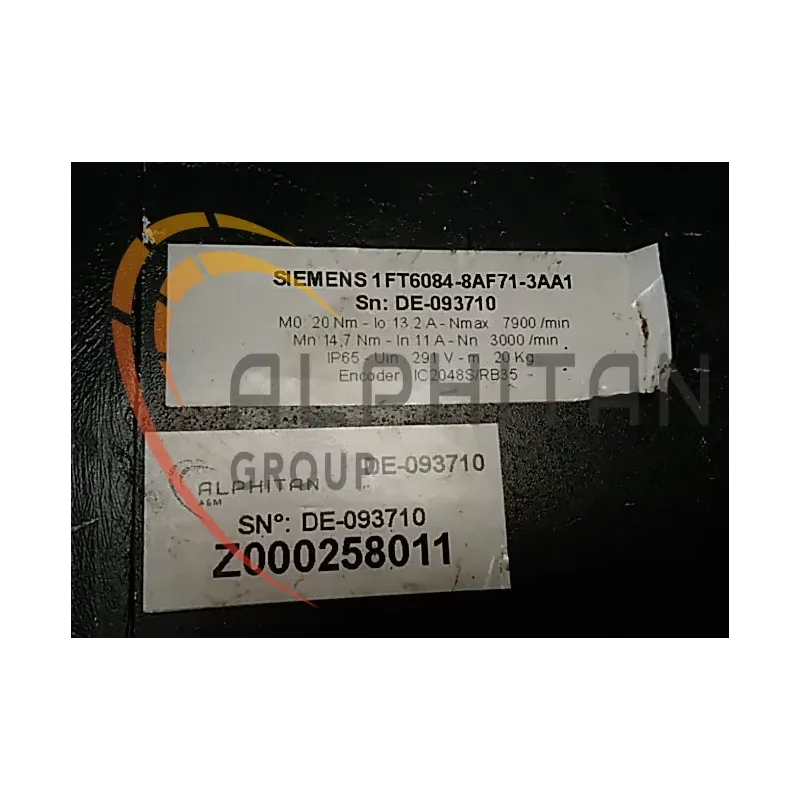 SIEMENS 1FT6084-8AF71-3AA1
Sn: DE-093710
M0: 20 Nm - Io 13.2 A - Nmax 7900 /min
Mn 14,7 Nm - In 11 A - Nn 3000 /min
IP65 - Uin 291 V - m 20 Kg
Encoder IC2048S/RB35
ALPHITAN
GROUP
DE-093710
ALPHITAN
A&M
SN°: DE-093710
Z000258011